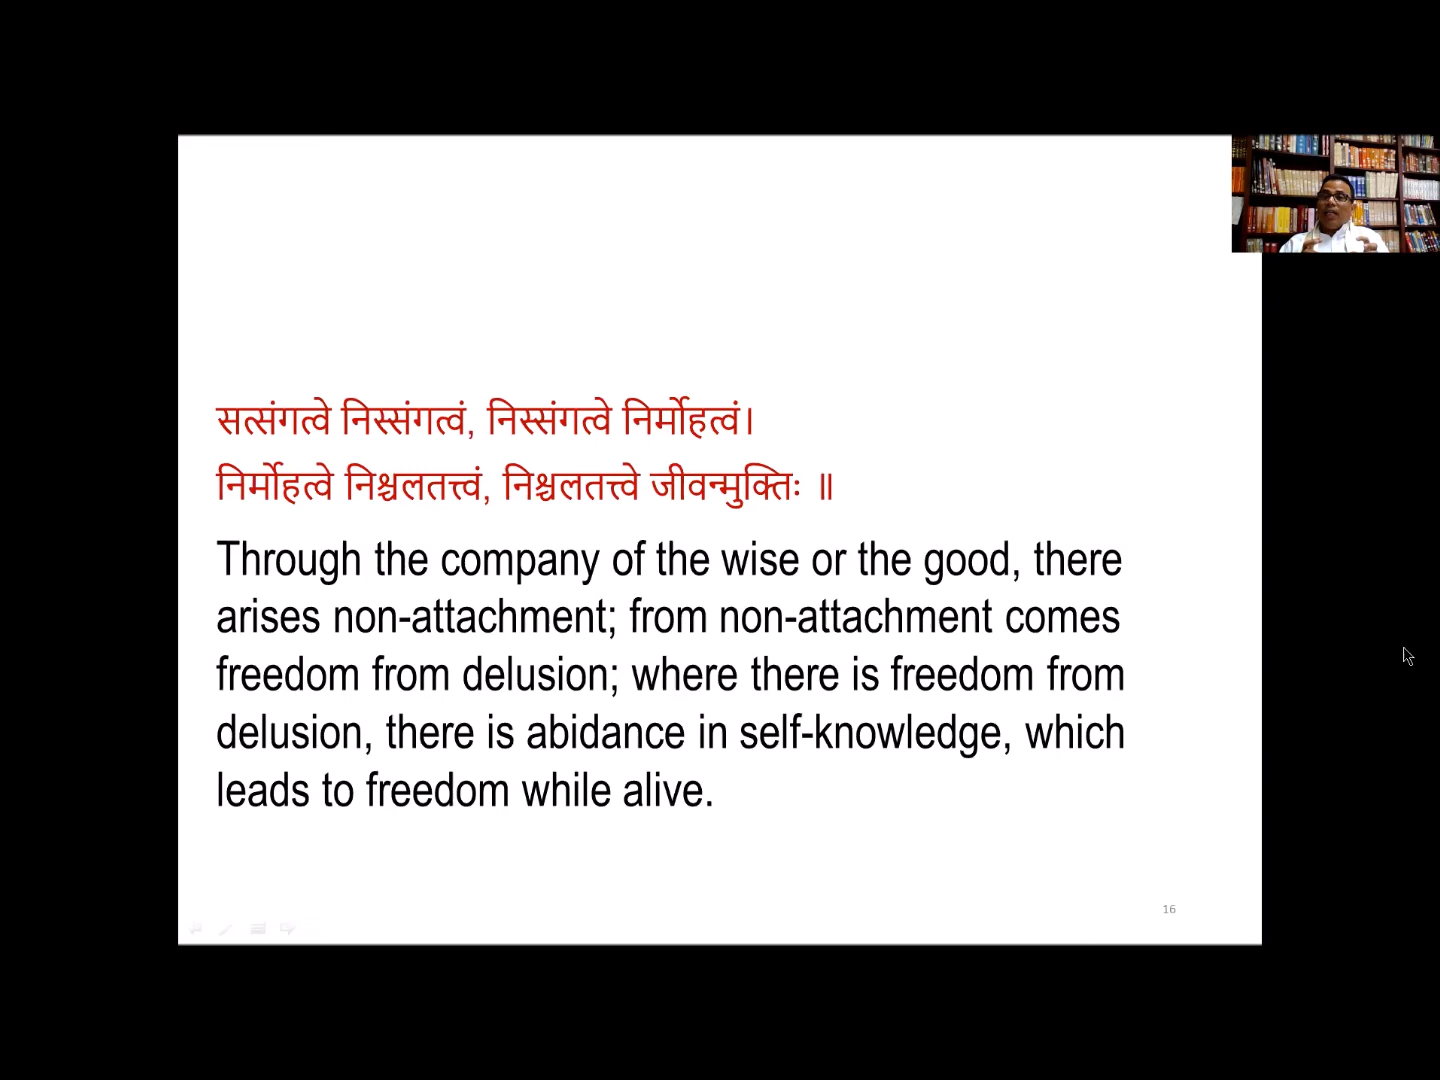 सत्संगत्वे निस्संगत्वं, निस्संगत्वे निर्मोहत्वं।
निर्मोहत्वे निश्चलतत्त्वं, निश्चलतत्त्वे जीवन्मुक्तिः ॥
Through the company of the wise or the good, there
arises non-attachment; from non-attachment comes
freedom from delusion; where there is freedom from
delusion, there is abidance in self-knowledge, which
leads to freedom while alive.
16